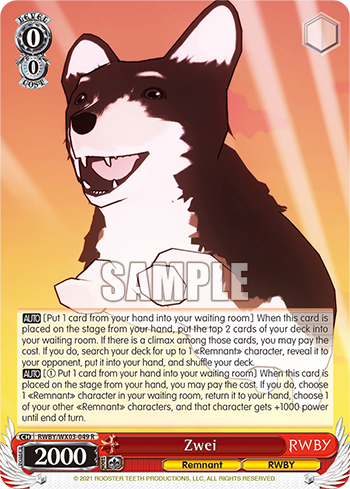 LEVEL
0
0
COST
SAMPLE
AUTO [Put 1 card from your hand into your waiting room] When this card is
placed on the stage from your hand, put the top 2 cards of your deck into
your waiting room. If there is a climax among those cards, you may pay the
cost. If you do, search your deck for up to 1 «Remnant» character, reveal it to
your opponent, put it into your hand, and shuffle your deck.
AUTO [① Put 1 card from your hand into your waiting room] When this card is
placed on the stage from your hand, you may pay the cost. If you do, choose
1 character in your waiting room, return it to your hand, choose
1 of your other «Remnant» characters, and that character gets +1000 power
until end of turn.
CH RWBY/WX03-049 R
POWER
2000
Zwei
RWBY
Remnant
RWBY
© 2021 ROOSTER TEETH PRODUCTIONS, LLC, ALL RIGHTS RESERVED.